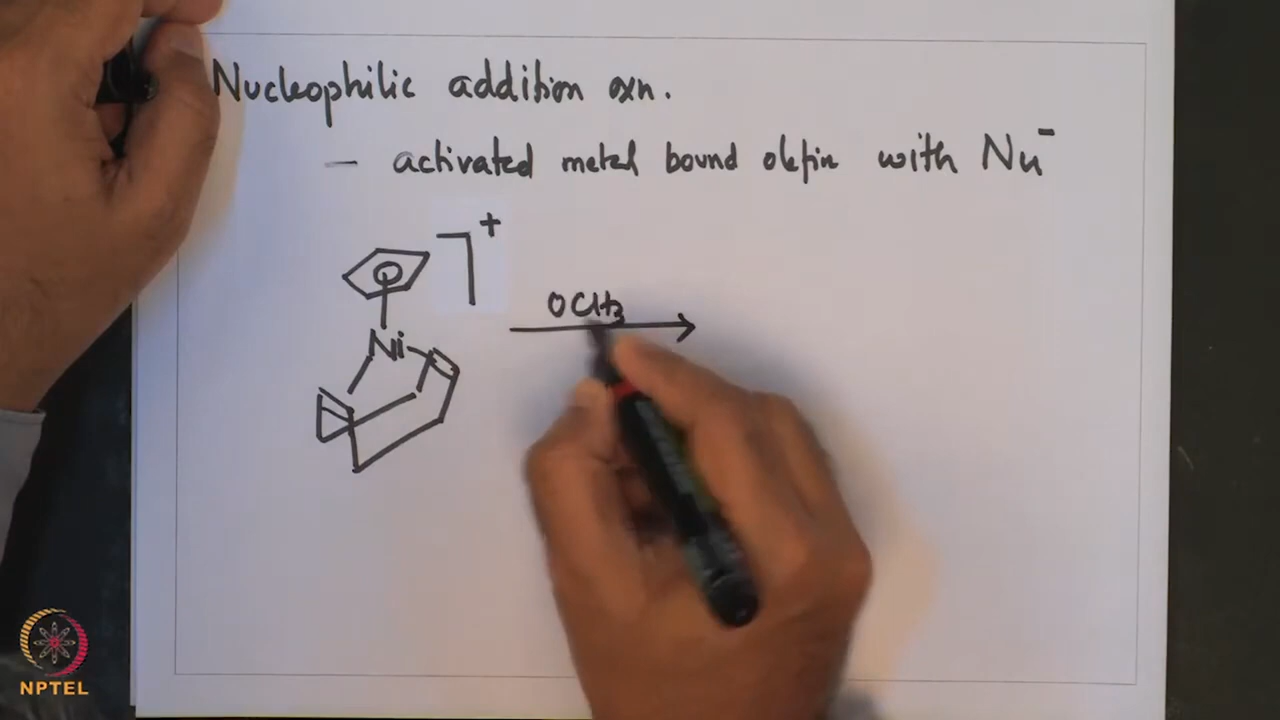 Nucleophilic addition rxn.
– activated metal bound olefin with Nu⁻
+
OCH3
Ni
NPTEL